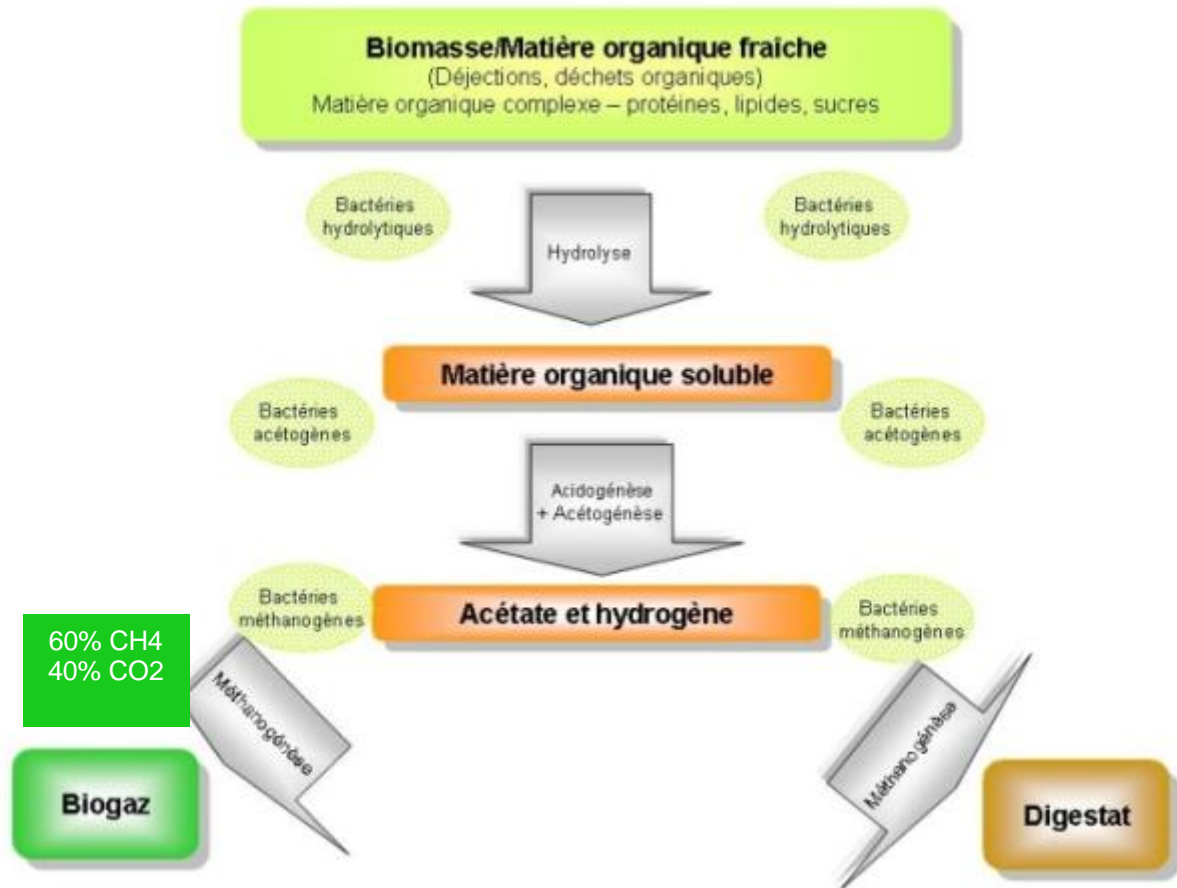 Biomasse/Matière organique fraiche
(Déjections, déchets organiques)
Matière organique complexe – protéines, lipides, sucres
Bactéries
hydrolytiques
Hydrolyse
Bactéries
hydrolytiques
Matière organique soluble
Bactéries
acétogènes
Acidogénèse
+ Acétogénèse
Bactéries
acétogènes
Bactéries
méthanogènes
Acétate et hydrogène
Bactéries
méthanogènes
60% CH4
40% CO2
Méthanogénèse
Méthanogénèse
Biogaz
Digestat